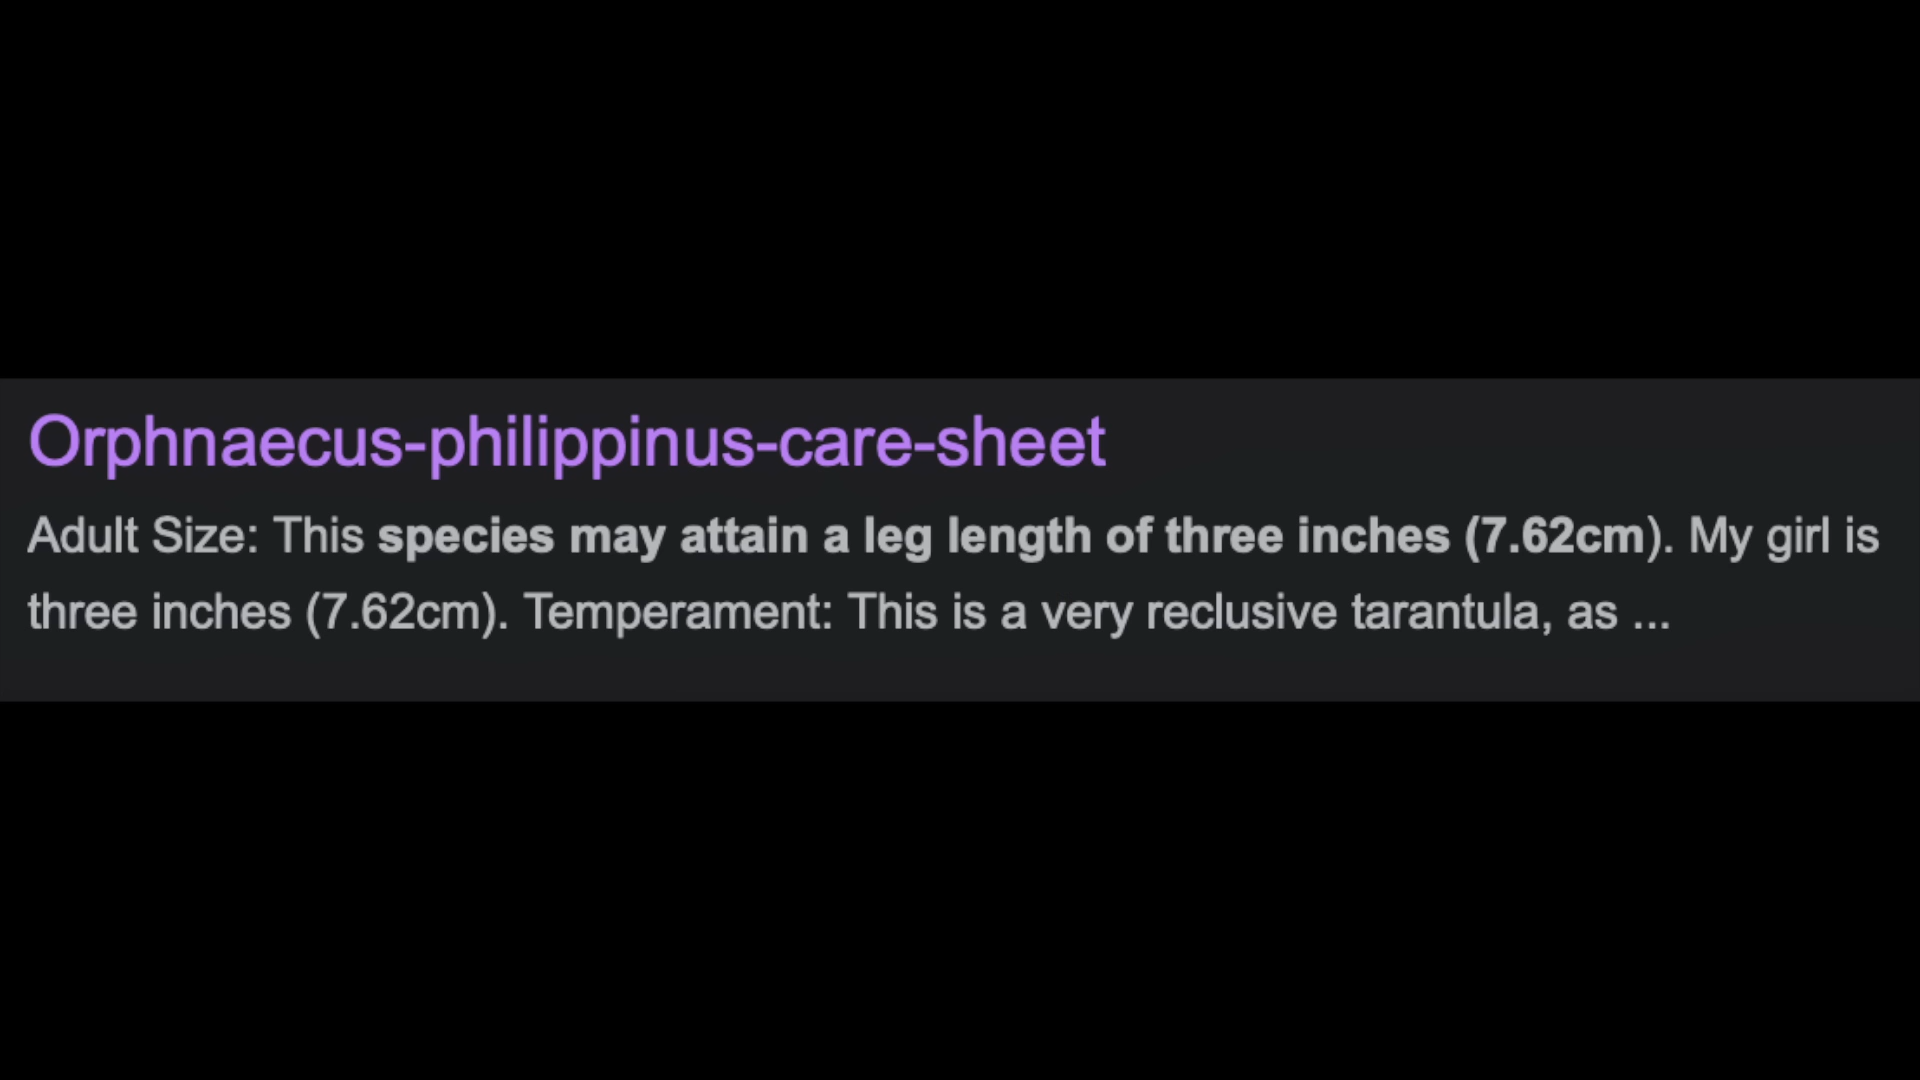 Orphnaecus-philippinus-care-sheet
Adult Size: This species may attain a leg length of three inches (7.62cm). My girl is
three inches (7.62cm). Temperament: This is a very reclusive tarantula, as ...